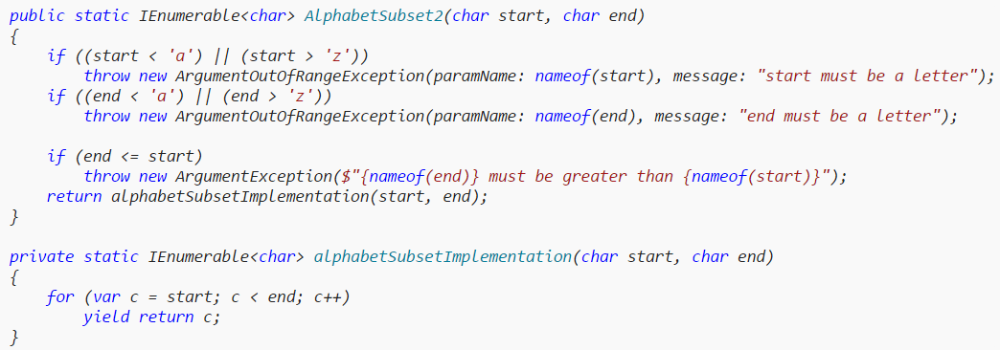 public static IEnumerable<char> AlphabetSubset2(char start, char end)
{
    if ((start < 'a') || (start > 'z'))
        throw new ArgumentOutOfRangeException(paramName: nameof(start), message: "start must be a letter");
    if ((end < 'a') || (end > 'z'))
        throw new ArgumentOutOfRangeException(paramName: nameof(end), message: "end must be a letter");

    if (end <= start)
        throw new ArgumentException($"{nameof(end)} must be greater than {nameof(start)}");
    return alphabetSubsetImplementation(start, end);
}

private static IEnumerable<char> alphabetSubsetImplementation(char start, char end)
{
    for (var c = start; c < end; c++)
        yield return c;
}